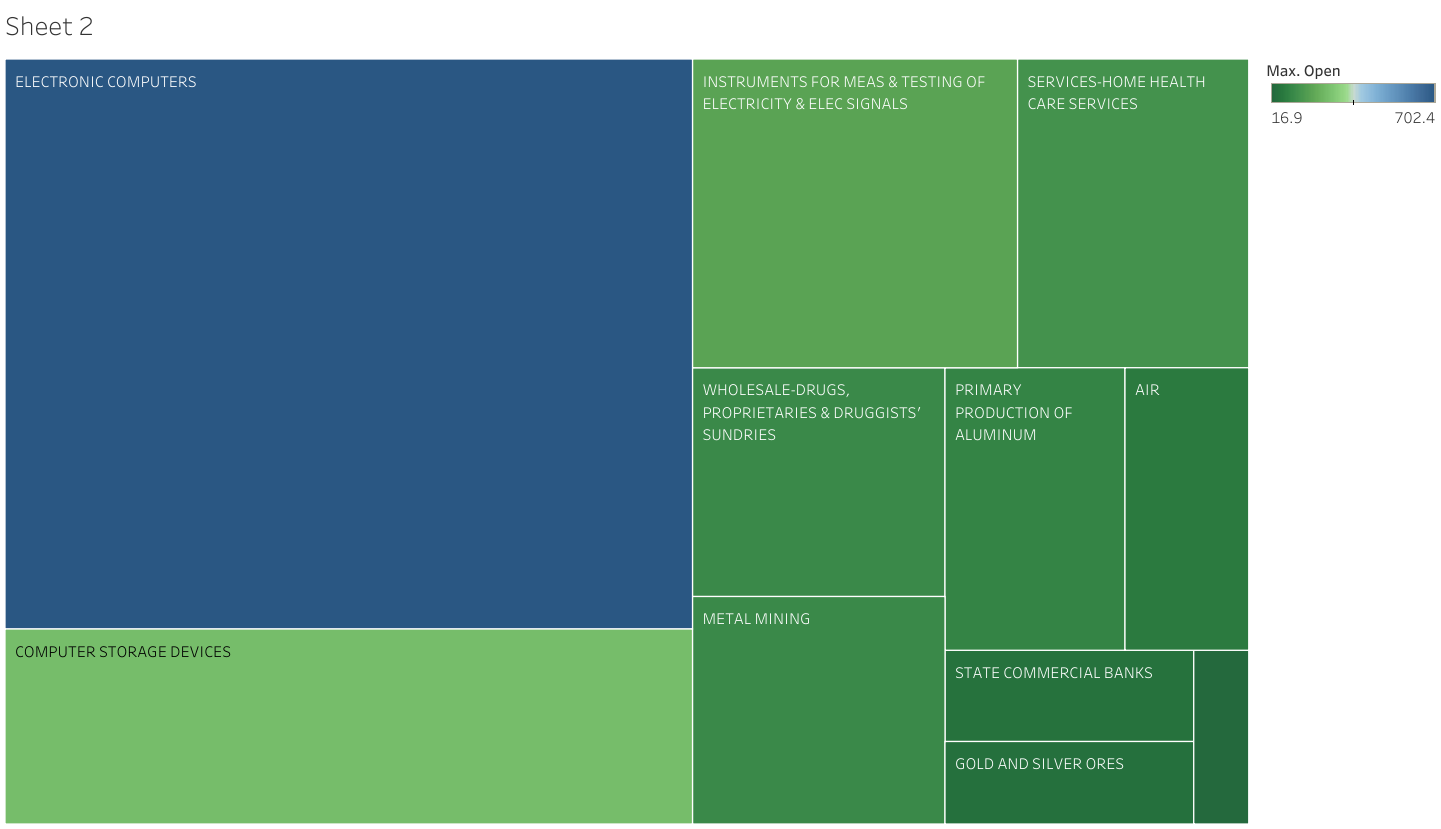 Sheet 2
ELECTRONIC COMPUTERS
COMPUTER STORAGE DEVICES
INSTRUMENTS FOR MEAS & TESTING OF
ELECTRICITY & ELEC SIGNALS
SERVICES-HOME HEALTH
CARE SERVICES
WHOLESALE-DRUGS,
PROPRIETARIES & DRUGGISTS’
SUNDRIES
METAL MINING
PRIMARY
PRODUCTION OF
ALUMINUM
AIR
STATE COMMERCIAL BANKS
GOLD AND SILVER ORES
Max. Open
16.9 702.4